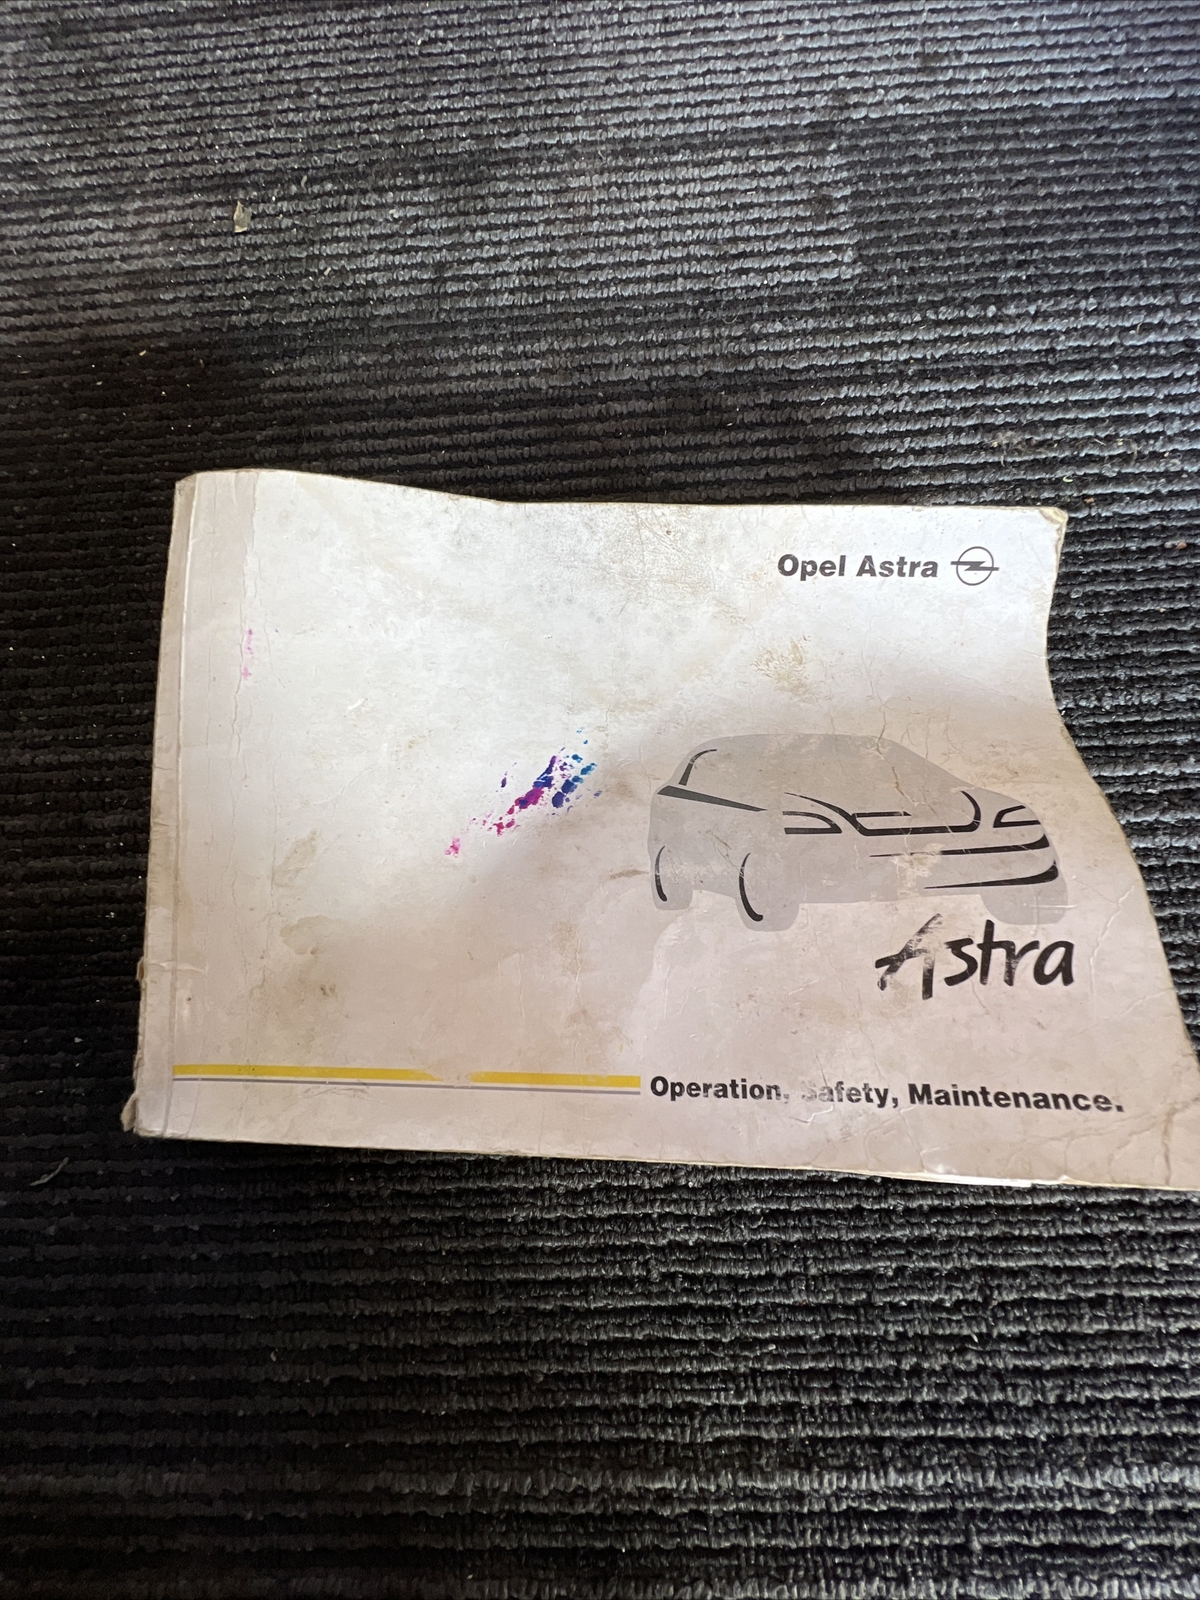 Opel Astra
Astra
Operation, Safety, Maintenance.